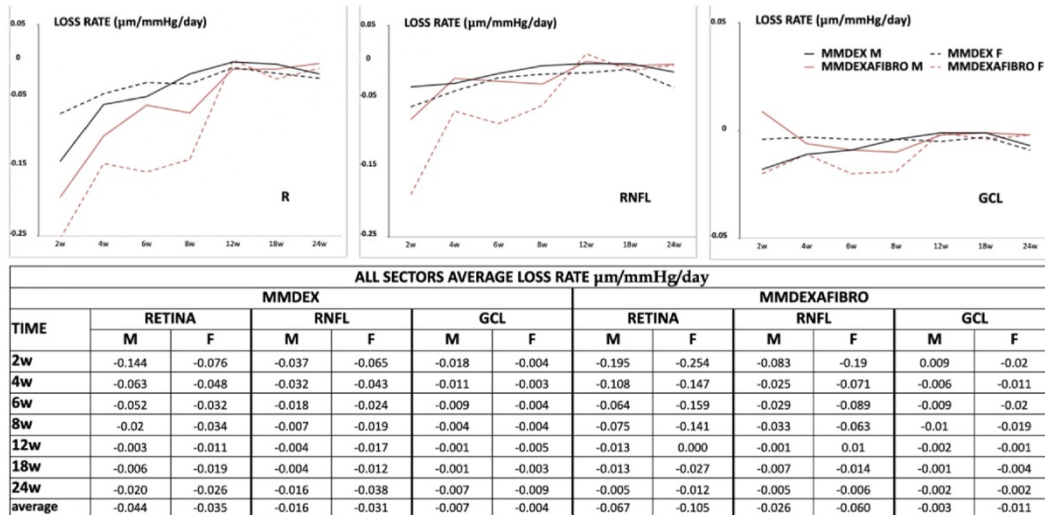 LOSS RATE (μm/mmHg/day)
0.05
0
-0.05
-0.15
-0.25
2w 4w 6w 8w 12w 18w 24w
R
LOSS RATE (μm/mmHg/day)
0.05
0
-0.05
-0.15
-0.25
2w 4w 6w 8w 12w 18w 24w
RNFL
LOSS RATE (μm/mmHg/day)
0.05
0
-0.05
2w 4w 6w 8w 12w 18w 24w
GCL
MMDEX M MMDEX F
MMDEXAFIBRO M MMDEXAFIBRO F
ALL SECTORS AVERAGE LOSS RATE μm/mmHg/day
MMDEX MMDEXAFIBRO
TIME RETINA RNFL GCL RETINA RNFL GCL
M F M F M F M F M F M F
2w -0.144 -0.076 -0.037 -0.065 -0.018 -0.004 -0.195 -0.254 -0.083 -0.19 0.009 -0.02
4w -0.063 -0.048 -0.032 -0.043 -0.011 -0.003 -0.108 -0.147 -0.025 -0.071 -0.006 -0.011
6w -0.052 -0.032 -0.018 -0.024 -0.009 -0.004 -0.064 -0.159 -0.029 -0.089 -0.009 -0.02
8w -0.02 -0.034 -0.007 -0.019 -0.004 -0.004 -0.075 -0.141 -0.033 -0.063 -0.01 -0.019
12w -0.003 -0.011 -0.004 -0.017 -0.001 -0.005 -0.013 0.000 -0.001 0.01 -0.002 -0.001
18w -0.006 -0.019 -0.004 -0.012 -0.001 -0.003 -0.013 -0.027 -0.007 -0.014 -0.001 -0.004
24w -0.020 -0.026 -0.016 -0.038 -0.007 -0.009 -0.005 -0.012 -0.005 -0.006 -0.002 -0.002
average -0.044 -0.035 -0.016 -0.031 -0.007 -0.004 -0.067 -0.105 -0.026 -0.060 -0.003 -0.011